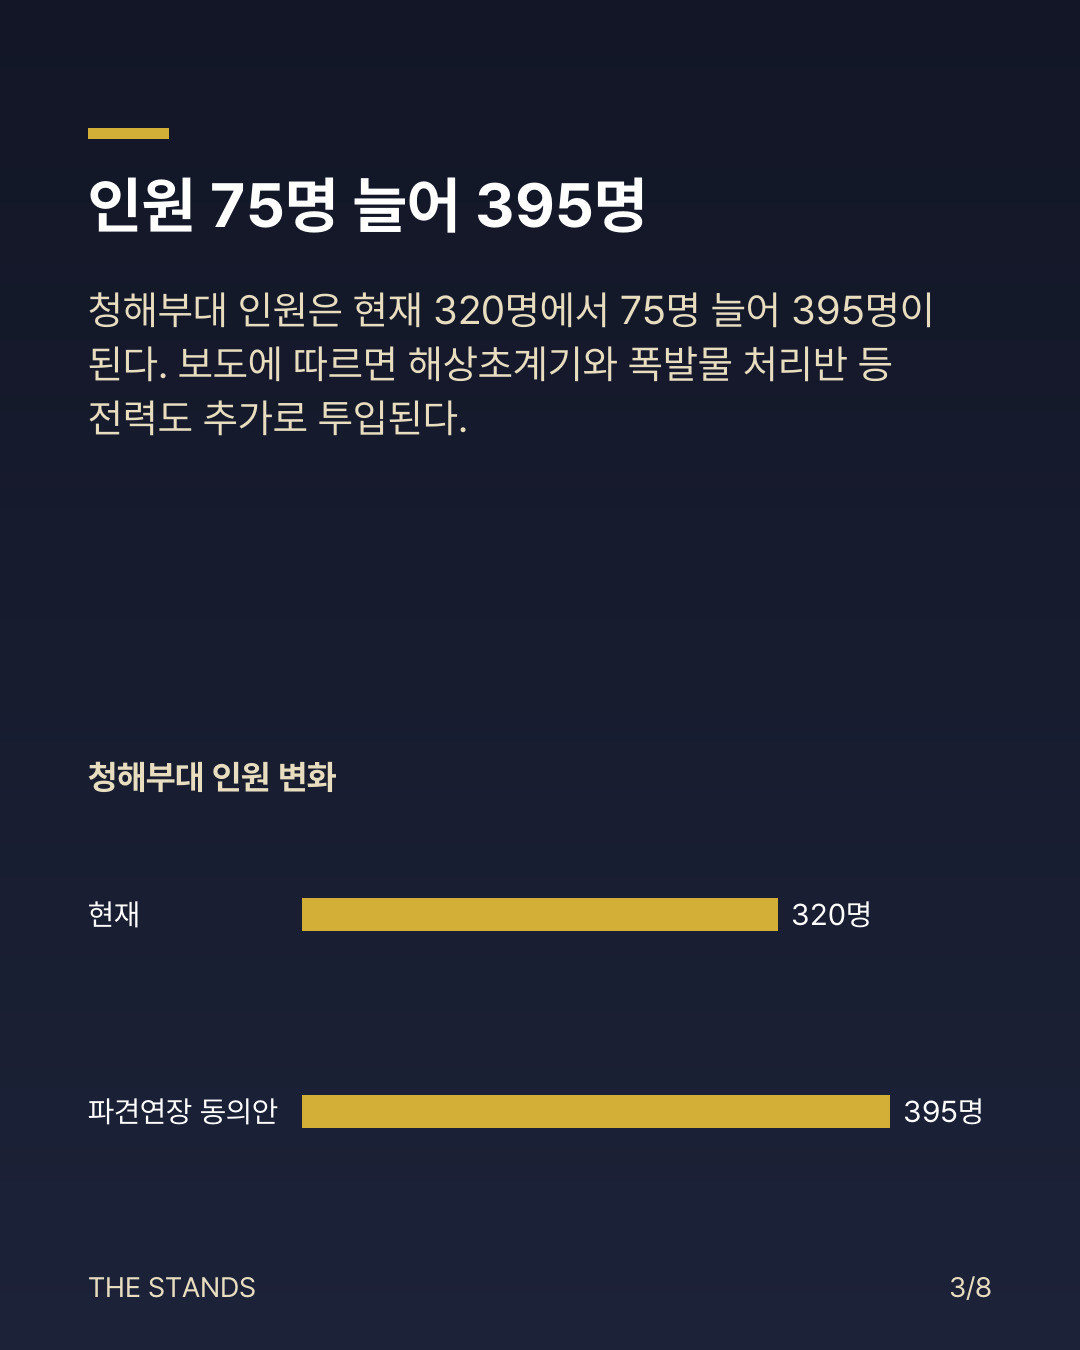 인원 75명 늘어 395명
청해부대 인원은 현재 320명에서 75명 늘어 395명이
된다. 보도에 따르면 해상초계기와 폭발물 처리반 등
전력도 추가로 투입된다.
청해부대 인원 변화
현재 320명
파견연장 동의안 395명
THE STANDS 3/8